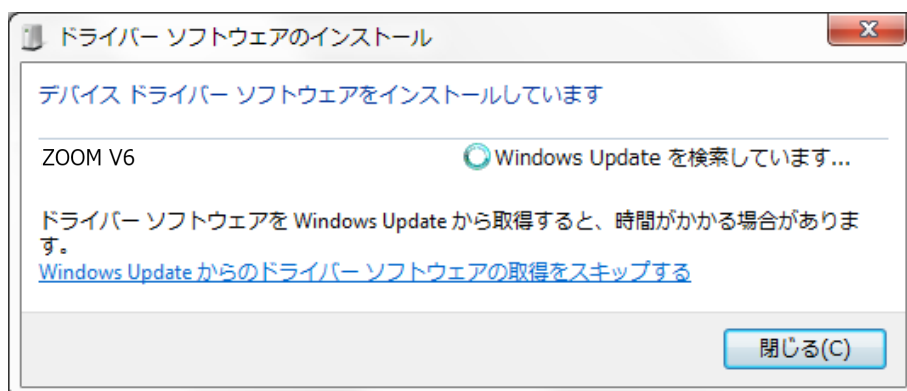 ドライバー ソフトウェアのインストール
デバイス ドライバー ソフトウェアをインストールしています
ZOOM V6 Windows Update を検索しています...
ドライバー ソフトウェアを Windows Update から取得すると、時間がかかる場合がありま
す。
Windows Update からのドライバー ソフトウェアの取得をスキップする
閉じる(C)